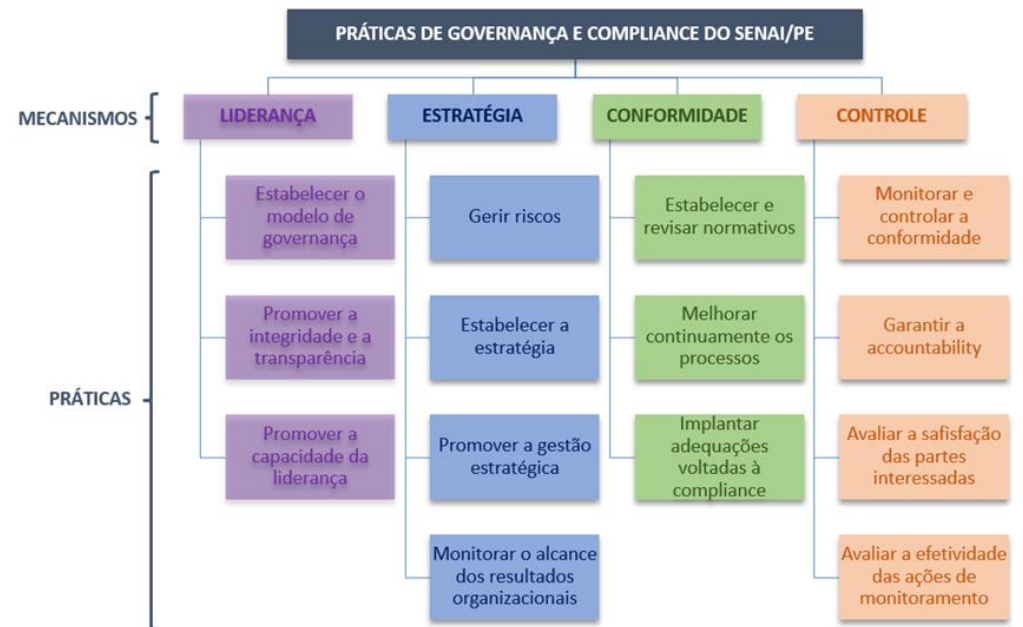 PRÁTICAS DE GOVERNANÇA E COMPLIANCE DO SENAI/PE
MECANISMOS
LIDERANÇA
ESTRATÉGIA
CONFORMIDADE
CONTROLE
PRÁTICAS
Estabelecer o
modelo de
governança
Gerir riscos
Estabelecer e
revisar normativos
Monitorar e
controlar a
conformidade
Promover a
integridade e a
transparência
Estabelecer a
estratégia
Melhorar
continuamente os
processos
Garantir a
accountability
Promover a
capacidade da
liderança
Promover a gestão
estratégica
Implantar
adequações
voltadas à
compliance
Avaliar a satisfação
das partes
interessadas
Monitorar o alcance
dos resultados
organizacionais
Avaliar a efetividade
das ações de
monitoramento